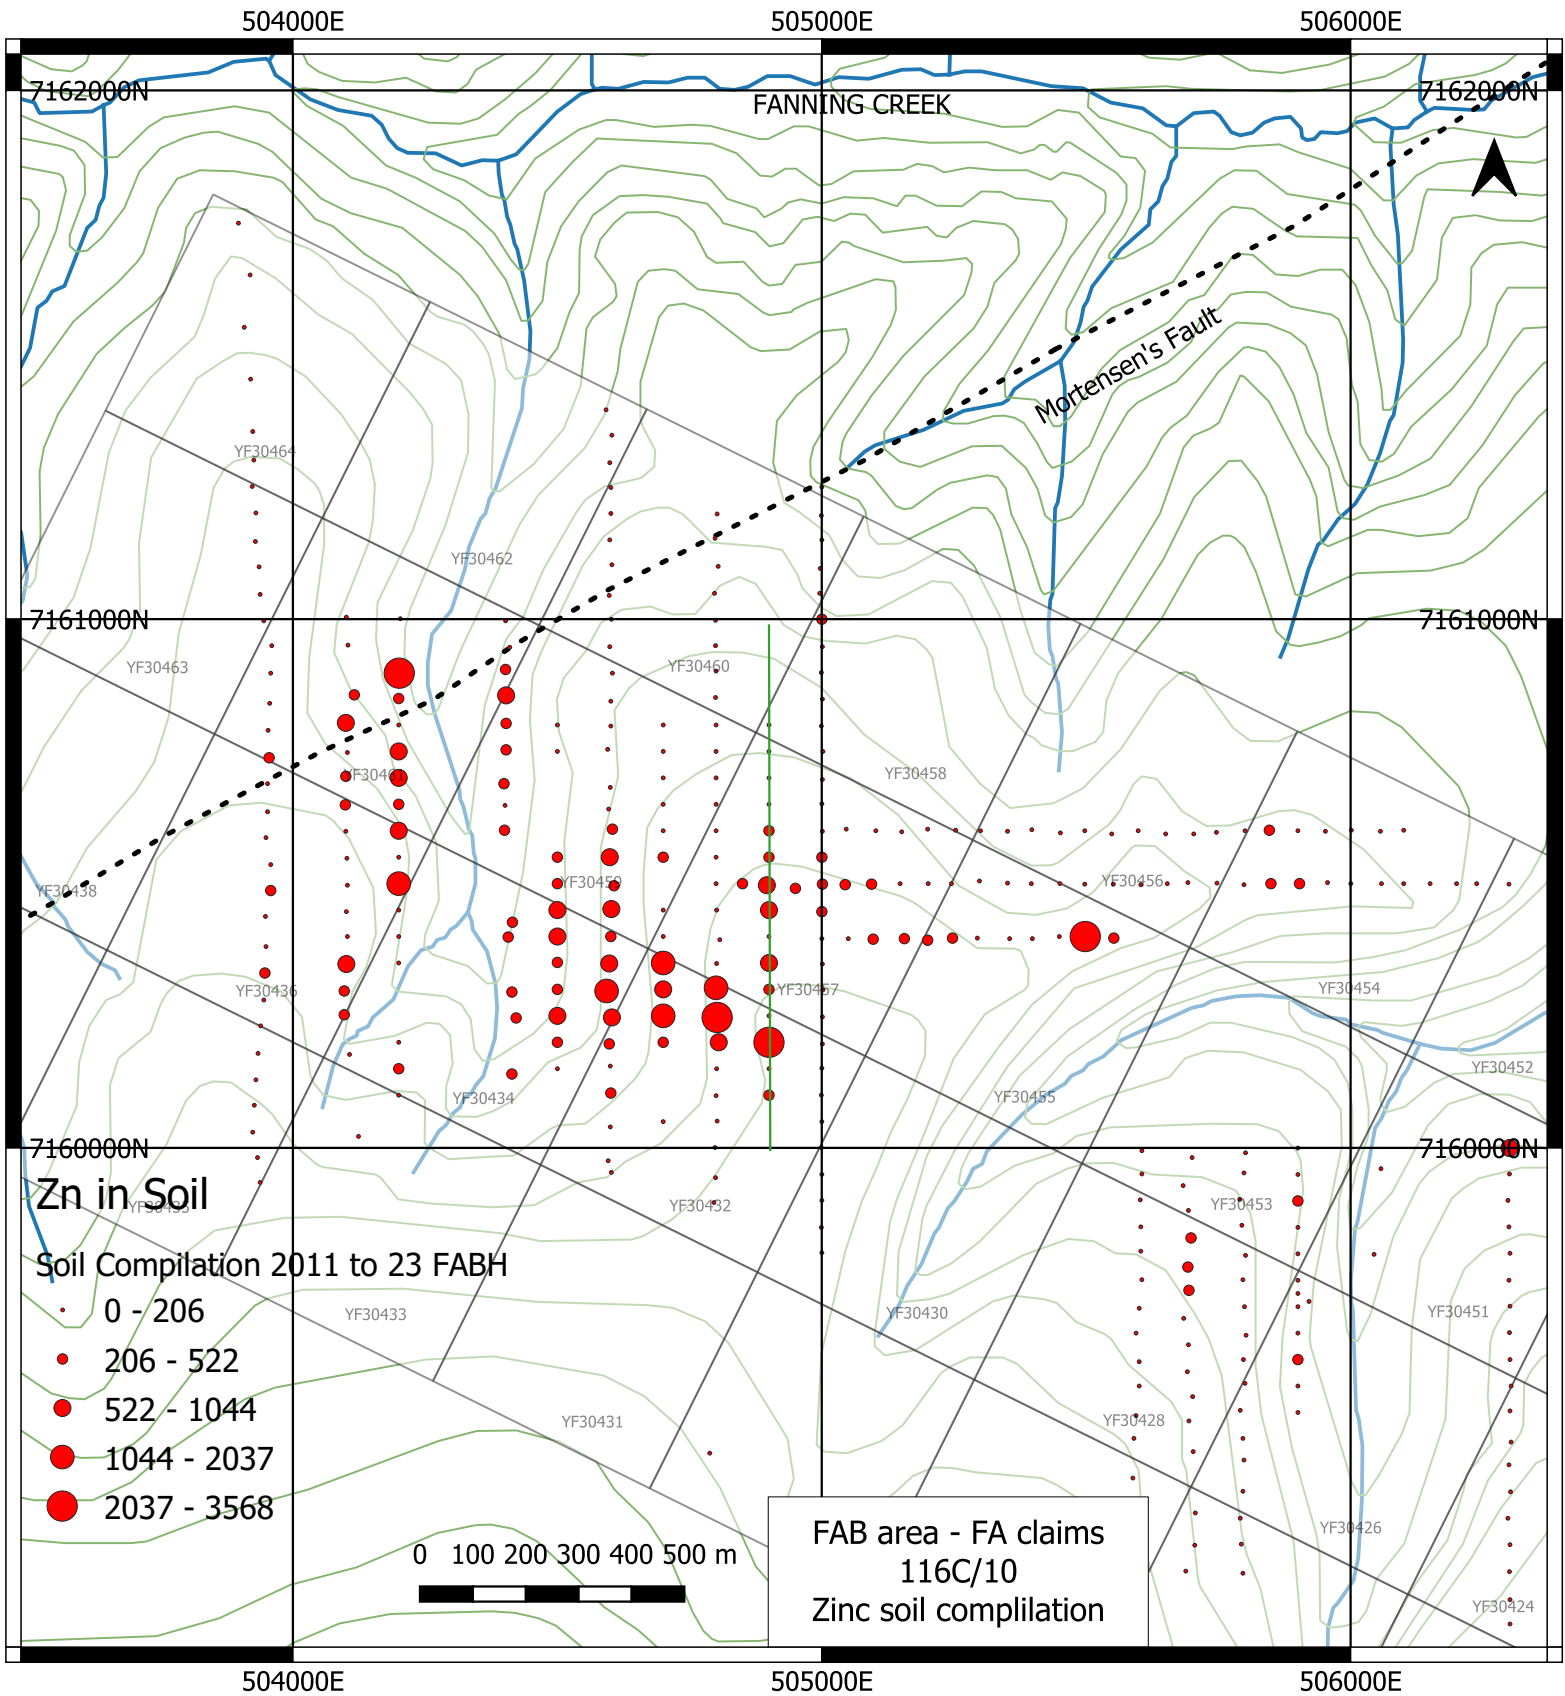 504000E
505000E
506000E
7162000N
7162000N
FANNING CREEK
Mortensen's Fault
YF30464
YF30462
7161000N
7161000N
YF30463
YF30460
YF30461
YF30458
YF30438
YF30459
YF30456
YF30436
YF30457
YF30454
YF30452
YF30434
YF30455
7160000N
7160000N
Zn in Soil
YF30435
YF30432
YF30453
Soil Compilation 2011 to 23 FABH
0 - 206
206 - 522
522 - 1044
1044 - 2037
2037 - 3568
YF30433
YF30430
YF30451
YF30431
YF30428
YF30426
YF30424
0 100 200 300 400 500 m
FAB area - FA claims
116C/10
Zinc soil complilation
504000E
505000E
506000E